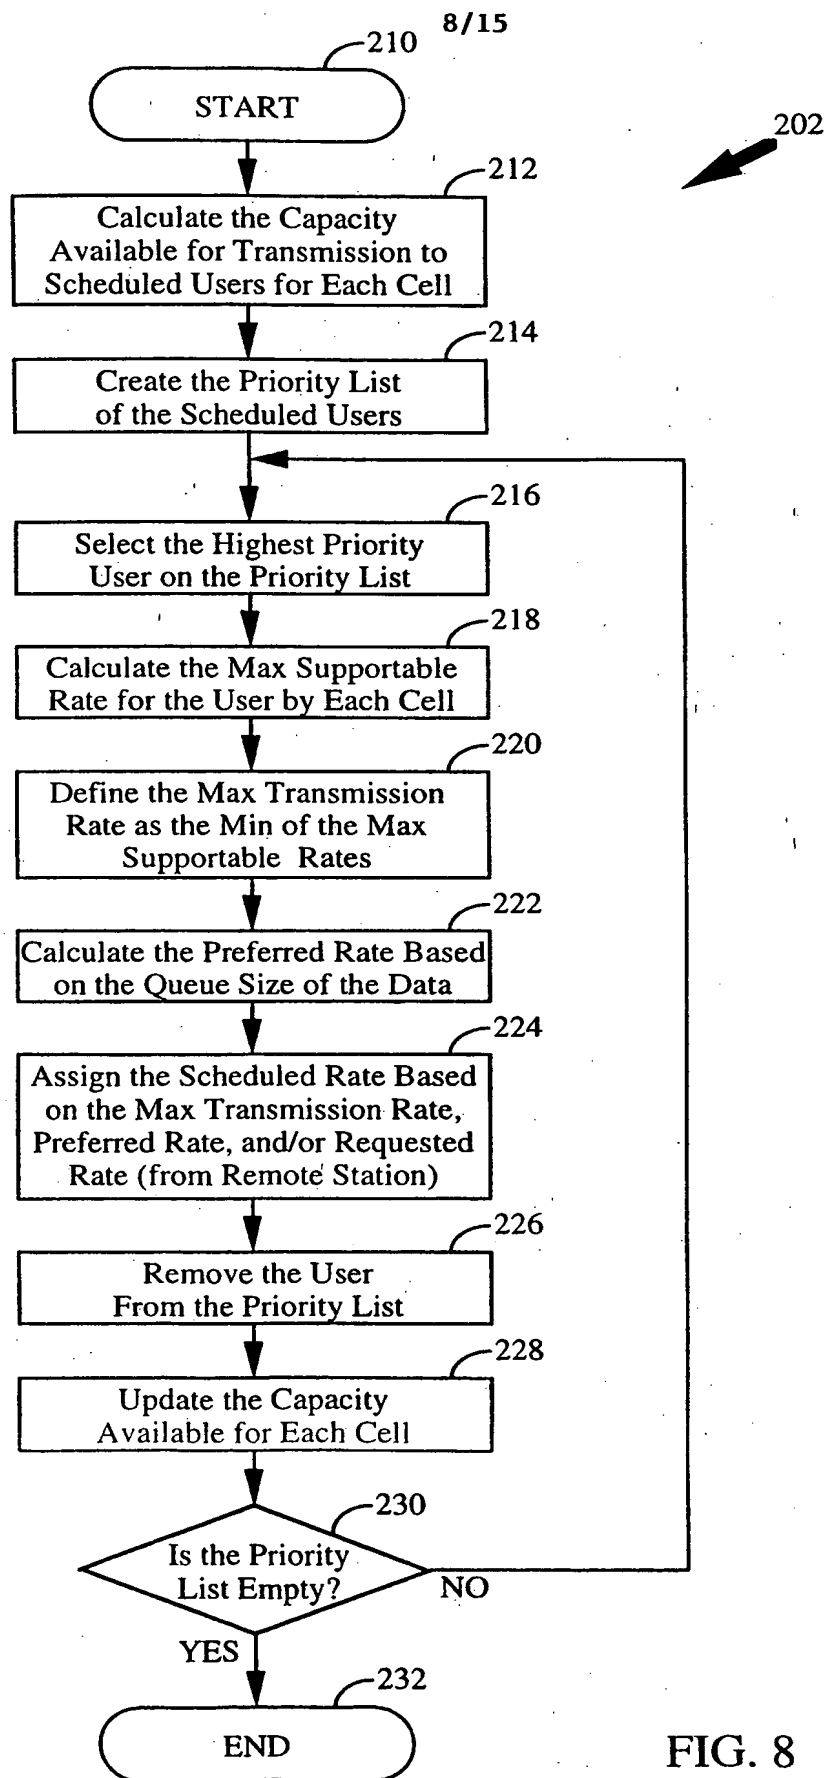 8/15
210
START
202
212
Calculate the Capacity
Available for Transmission to
Scheduled Users for Each Cell
214
Create the Priority List
of the Scheduled Users
216
Select the Highest Priority
User on the Priority List
218
Calculate the Max Supportable
Rate for the User by Each Cell
220
Define the Max Transmission
Rate as the Min of the Max
Supportable Rates
222
Calculate the Preferred Rate Based
on the Queue Size of the Data
224
Assign the Scheduled Rate Based
on the Max Transmission Rate,
Preferred Rate, and/or Requested
Rate (from Remote Station)
226
Remove the User
From the Priority List
228
Update the Capacity
Available for Each Cell
230
Is the Priority
List Empty?
NO
YES
232
END
FIG. 8